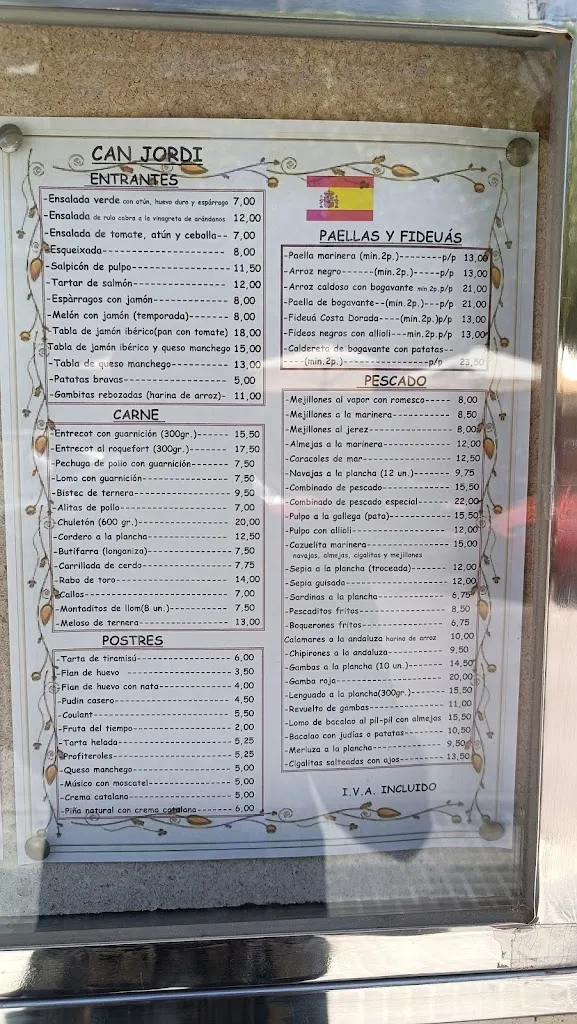 CAN JORDI
ENTRANTES
-Ensalada verde con atún, huevo duro y espárrago 7,00
-Ensalada de rulo cabra a la vinagreta de arándanos 12,00
-Ensalada de tomate, atún y cebolla-- 7,00
-Esqueixada---------------------- 8,00
-Salpicón de pulpo---------------- 11,50
-Tartar de salmón----------------- 12,00
-Espàrragos con jamón------------- 8,00
-Melón con jamón (temporada)------- 8,00
-Tabla de jamón ibérico(pan con tomate) 18,00
Tabla de jamón ibérico y queso manchego 15,00
-Tabla de queso manchego----------- 13,00
-Patatas bravas------------------- 5,00
-Gambitas rebozadas (harina de arroz)- 11,00
CARNE
-Entrecot con guarnición (300gr.)------ 15,50
-Entrecot al roquefort (300gr.)------- 17,50
-Pechuga de pollo con guarnición------- 7,50
-Lomo con guarnición--------------- 7,50
-Bistec de ternera----------------- 9,50
-Alitas de pollo------------------- 7,00
-Chuletón (600 gr.)---------------- 20,00
-Cordero a la plancha--------------- 12,50
-Butifarra (longaniza)-------------- 7,50
-Carrillada de cerdo---------------- 7,75
-Rabo de toro--------------------- 14,00
-Callos-------------------------- 7,00
-Montaditos de llom(8 un.)----------- 7,50
-Meloso de ternera----------------- 13,00
POSTRES
-Tarta de tiramisú----------------- 6,00
-Flan de huevo -------------------- 3,50
-Flan de huevo con nata-------------- 4,00
-Pudin casero--------------------- 4,50
-Coulant------------------------- 5,50
-Fruta del tiempo------------------ 2,00
-Tarta helada--------------------- 5,25
-Profiteroles--------------------- 5,25
-Queso manchego------------------- 5,00
-Músico con moscatel---------------- 5,00
-Crema catalana------------------- 5,00
-Piña natural con crema catalana------- 6,00
PAELLAS Y FIDEUÁS
-Paella marinera (min.2p.)--------p/p 13,00
-Arroz negro------(min.2p.)-----p/p 13,00
-Arroz caldoso con bogavante min.2p.p/p 21,00
-Paella de bogavante--(min.2p.)---p/p 21,00
-Fideuá Costa Dorada----(min.2p.)p/p 13,00
-Fideos negros con allioli---min.2p.p/p 13,00
-Caldereta de bogavante con patatas--
----(min.2p.)-----------------p/p 23,50
PESCADO
-Mejillones al vapor con romesco------ 8,00
-Mejillones a la marinera----------- 8,50
-Mejillones al jerez--------------- 8,00
-Almejas a la marinera------------- 12,00
-Caracoles de mar---------------- 12,50
-Navajas a la plancha (12 un.)------- 9,75
-Combinado de pescado------------- 15,50
-Combinado de pescado especial------- 22,00
-Pulpo a la gallega (pata)----------- 15,50
-Pulpo con allioli---------------- 12,00
-Cazuelita marinera--------------- 15,00
navajas, almejas, cigalitas y mejillones
-Sepia a la plancha (troceada)------- 12,00
-Sepia guisada------------------- 12,00
-Sardinas a la plancha------------- 6,75
-Pescaditos fritos---------------- 8,50
-Boquerones fritos---------------- 6,75
Calamares a la andaluza harina de arroz 10,00
-Chipirones a la andaluza----------- 9,50
-Gambas a la plancha (10 un.)-------- 14,50
-Gamba roja--------------------- 20,00
-Lenguado a la plancha(300gr.)------- 15,50
-Revuelto de gambas--------------- 11,00
-Lomo de bacalao al pil-pil con almejas 15,50
-Bacalao con judías o patatas-------- 10,50
-Merluza a la plancha-------------- 9,50
-Cigalitas salteadas con ajos-------- 13,50
I.V.A. INCLUIDO